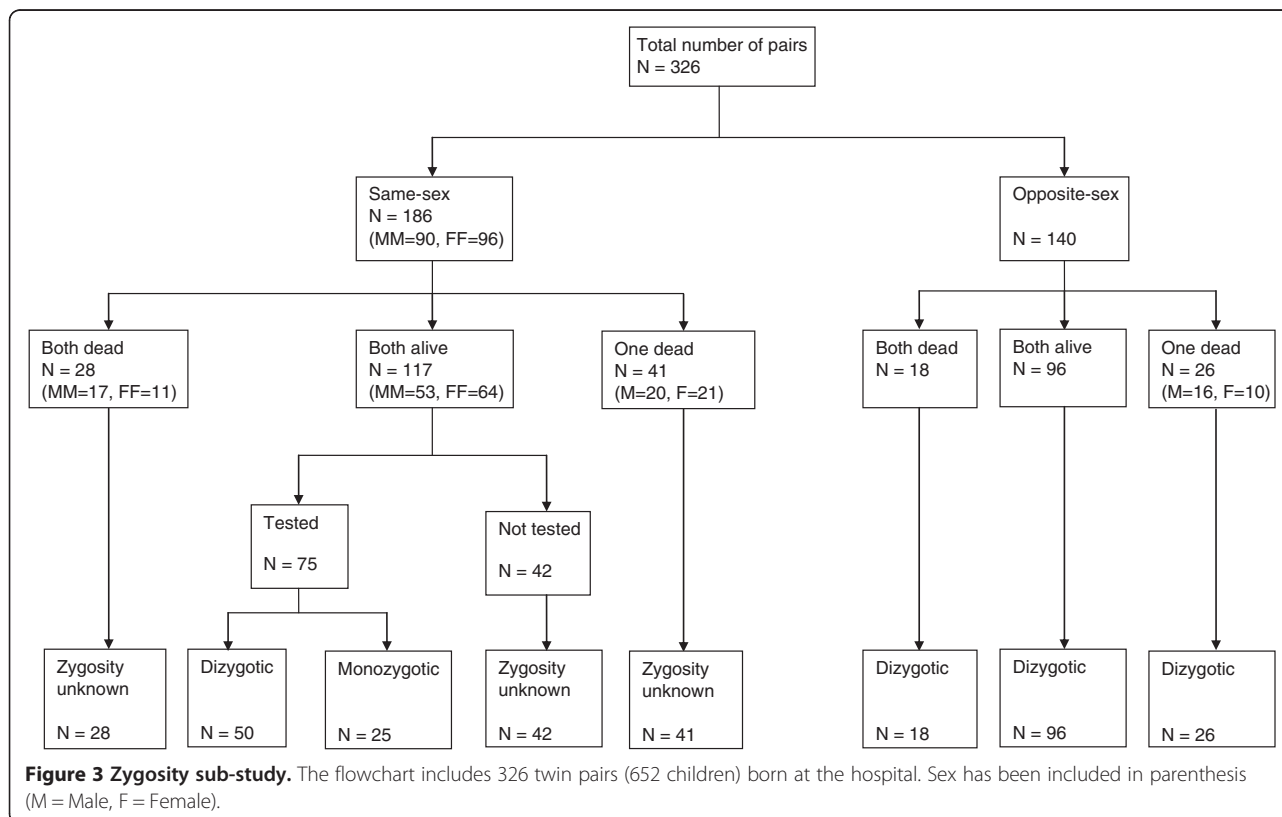 Total number of pairs
N = 326
Same-sex
N = 186
(MM=90, FF=96)
Opposite-sex
N = 140
Both dead
N = 28
(MM=17, FF=11)
Both alive
N = 117
(MM=53, FF=64)
One dead
N = 41
(M=20, F=21)
Both dead
N = 18
Both alive
N = 96
One dead
N = 26
(M=16, F=10)
Tested
N = 75
Not tested
N = 42
Zygosity
unknown
N = 28
Dizygotic
N = 50
Monozygotic
N = 25
Zygosity
unknown
N = 42
Zygosity
unknown
N = 41
Dizygotic
N = 18
Dizygotic
N = 96
Dizygotic
N = 26
Figure 3 Zygosity sub-study. The flowchart includes 326 twin pairs (652 children) born at the hospital. Sex has been included in parenthesis
(M = Male, F = Female).